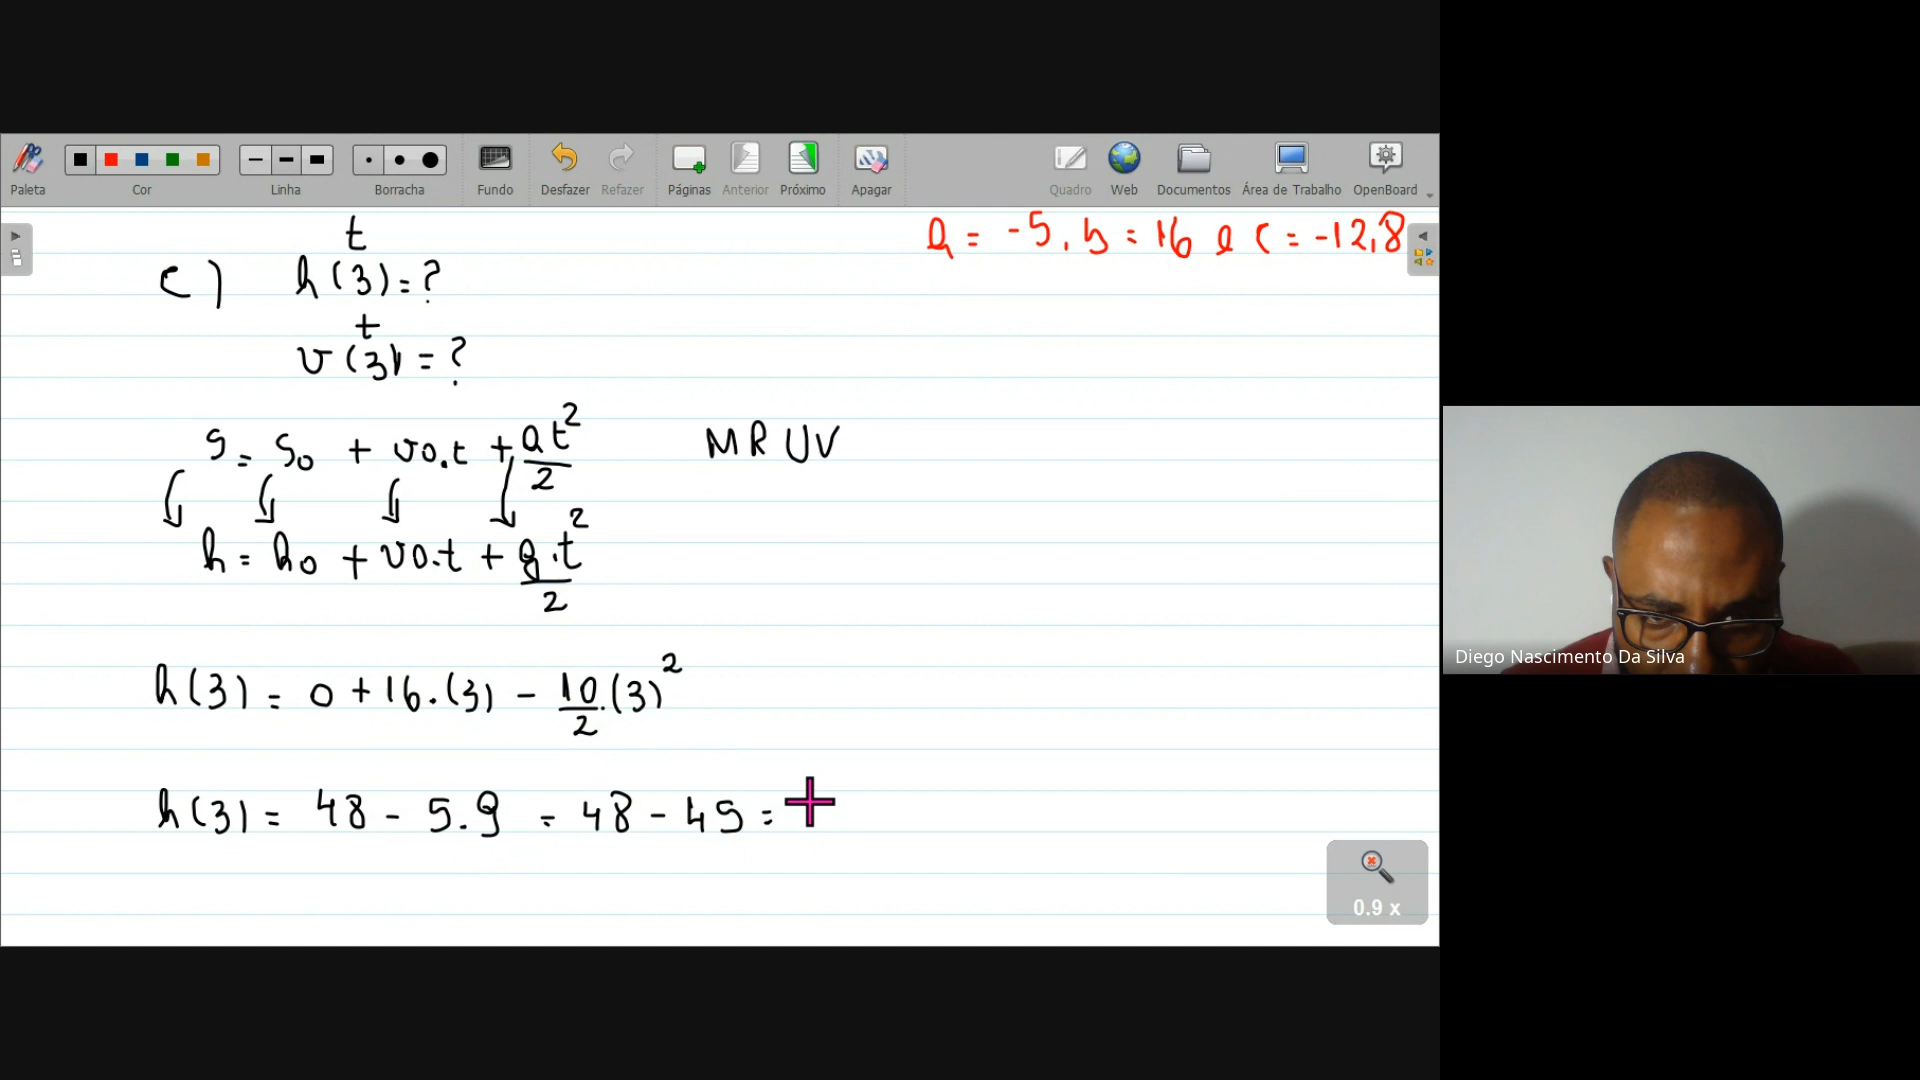 Paleta Cor Linha Borracha Fundo Desfazer Refazer Páginas Anterior Próximo Apagar Quadro Web Documentos Área de Trabalho OpenBoard
a = -5, b = 16 e c = -12,8
t
c) h(3) = ?
t
v(3) = ?
s = s₀ + v₀.t + at²/2 MRUV
h = h₀ + v₀.t + g.t²/2
h(3) = 0 + 16.(3) - 10/2.(3)²
h(3) = 48 - 5.9 = 48 - 45 =
0.9 x
Diego Nascimento Da Silva